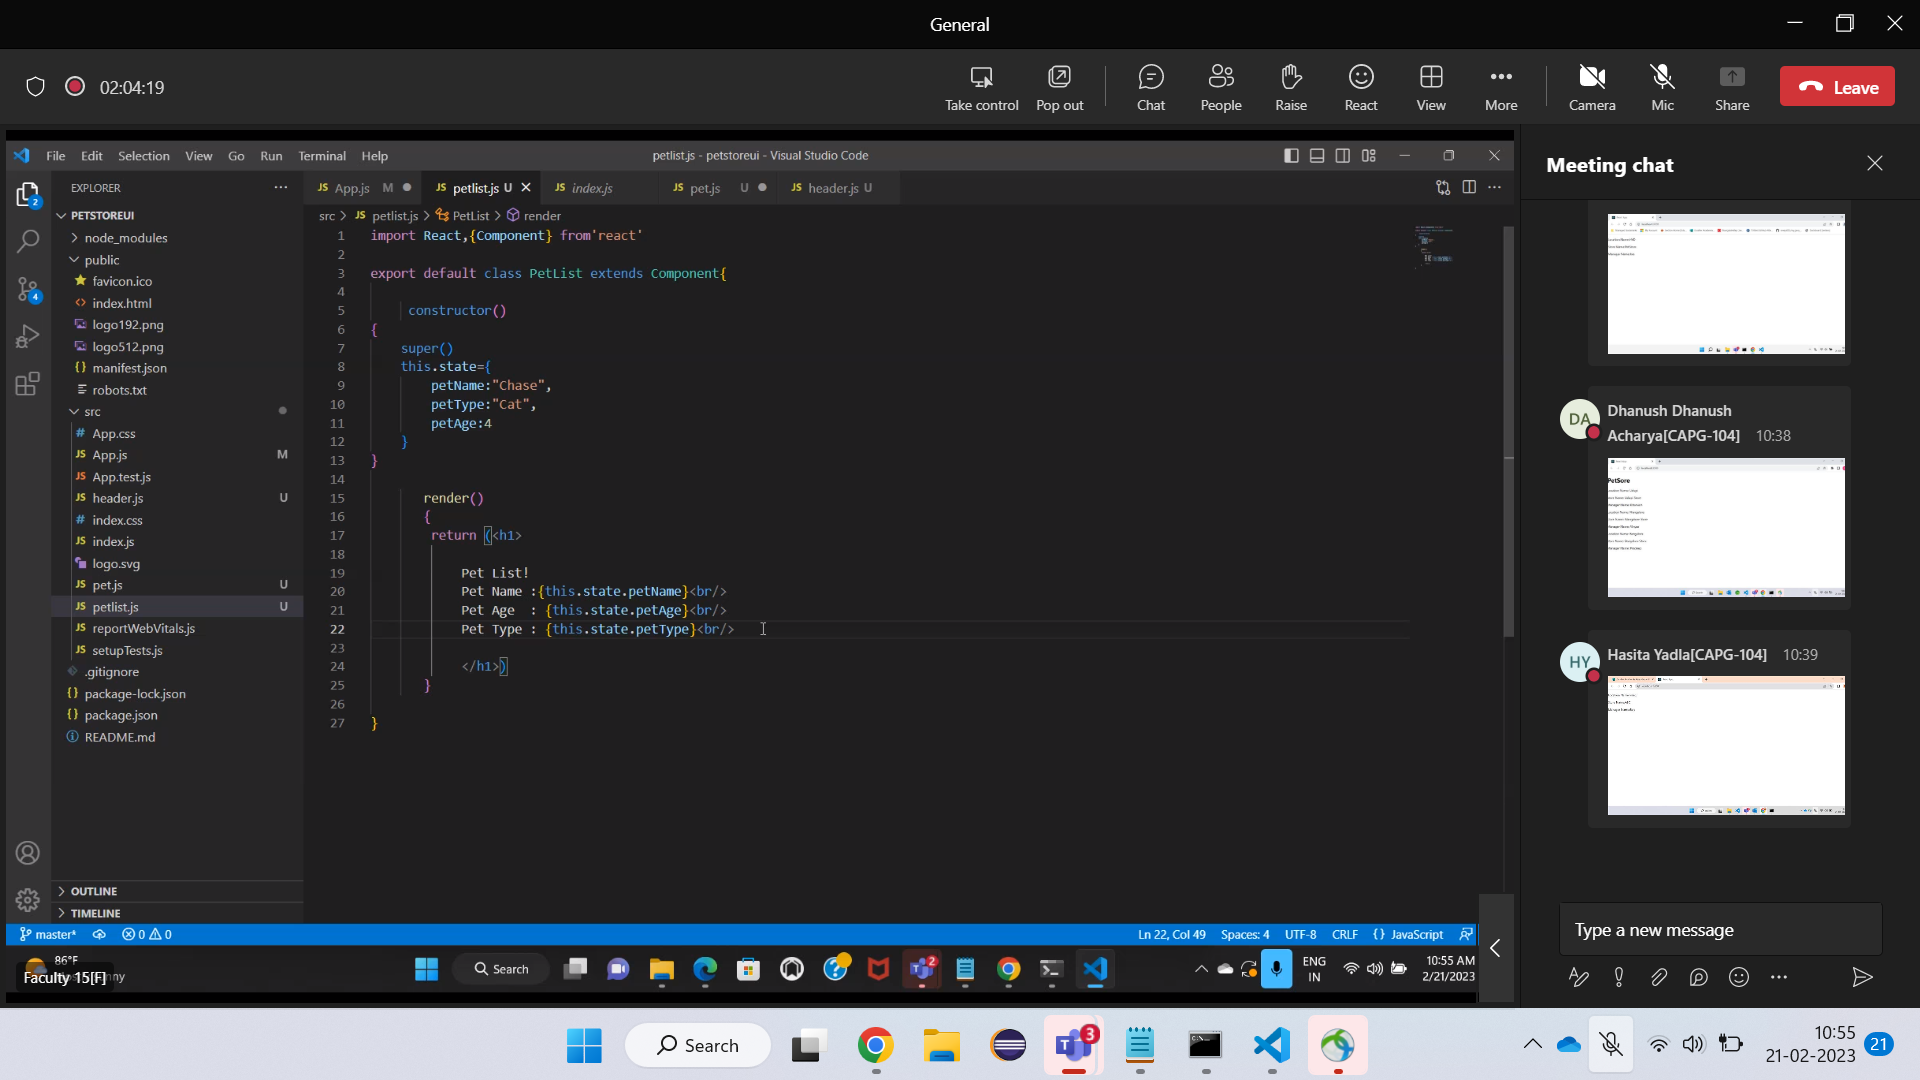 General
02:04:19
Take control
Pop out
Chat
People
Raise
React
View
More
Camera
Mic
Share
Leave
File Edit Selection View Go Run Terminal Help
petlist.js - petstoreui - Visual Studio Code
EXPLORER
PETSTOREUI
node_modules
public
favicon.ico
index.html
logo192.png
logo512.png
manifest.json
robots.txt
src
App.css
App.js M
App.test.js
header.js U
index.css
index.js
logo.svg
pet.js U
petlist.js U
reportWebVitals.js
setupTests.js
.gitignore
package-lock.json
package.json
README.md
OUTLINE
TIMELINE
JS App.js M
JS petlist.js U
JS index.js
JS pet.js U
JS header.js U
src > JS petlist.js > PetList > render
1 import React,{Component} from'react'
2
3 export default class PetList extends Component{
4
5 constructor()
6 {
7 super()
8 this.state={
9 petName:"Chase",
10 petType:"Cat",
11 petAge:4
12 }
13 }
14
15 render()
16 {
17 return (<h1>
18
19 Pet List!
20 Pet Name :{this.state.petName}<br/>
21 Pet Age  : {this.state.petAge}<br/>
22 Pet Type : {this.state.petType}<br/>
23
24 </h1>)
25 }
26
27 }
master* 0 0
Ln 22, Col 49 Spaces: 4 UTF-8 CRLF {} JavaScript
86°F
Faculty 15[F]
Search
2
ENG
IN
10:55 AM
2/21/2023
Meeting chat
DA
Dhanush Dhanush
Acharya[CAPG-104] 10:38
PetSore
HY
Hasita Yadla[CAPG-104] 10:39
Type a new message
Search
3
10:55
21-02-2023
21